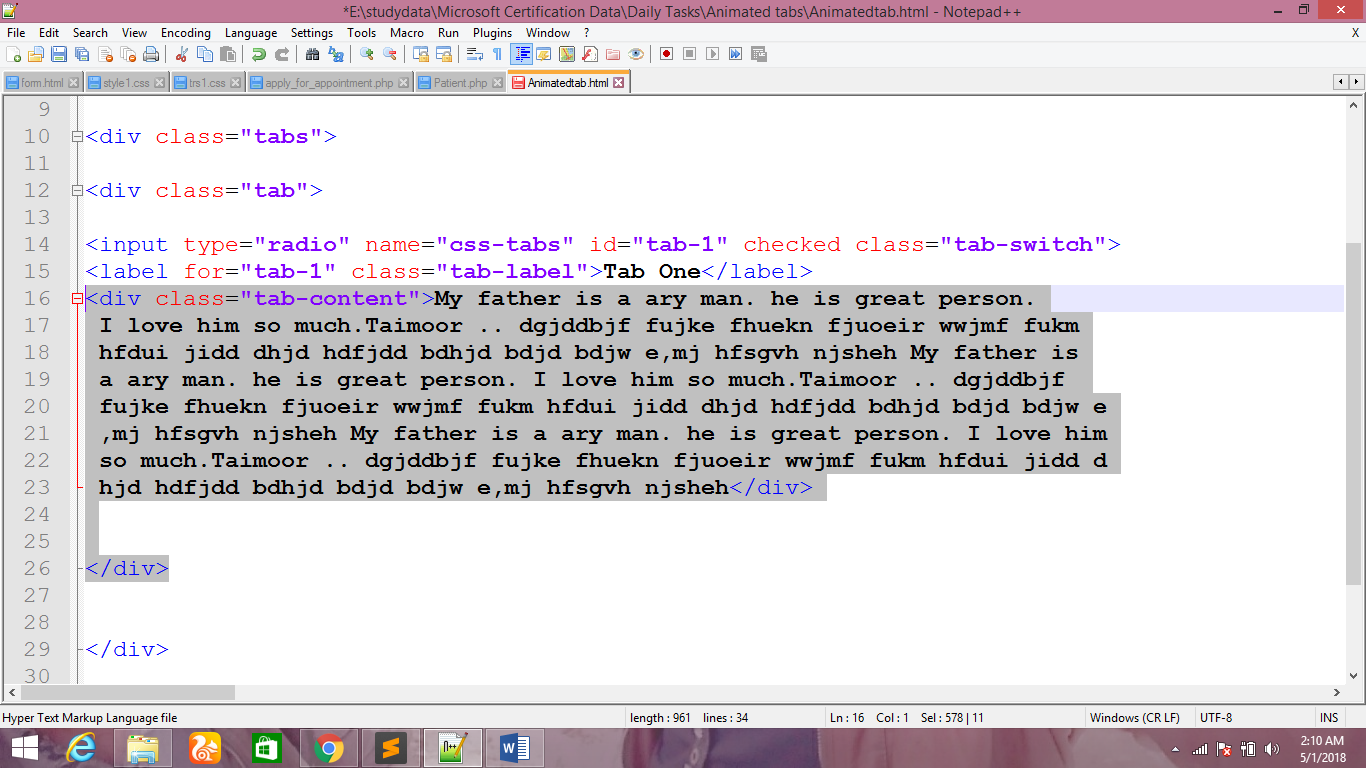 *E:\studydata\Microsoft Certification Data\Daily Tasks\Animated tabs\Animatedtab.html - Notepad++
File Edit Search View Encoding Language Settings Tools Macro Run Plugins Window ? X
form.html style1.css trs1.css apply_for_appointment.php Patient.php Animatedtab.html
9
10 <div class="tabs">
11
12 <div class="tab">
13
14 <input type="radio" name="css-tabs" id="tab-1" checked class="tab-switch">
15 <label for="tab-1" class="tab-label">Tab One</label>
16 <div class="tab-content">My father is a ary man. he is great person.
17 I love him so much.Taimoor .. dgjddbjf fujke fhuekn fjuoeir wwjmf fukm
18 hfdui jidd dhjd hdfjdd bdhjd bdjd bdjw e,mj hfsgvh njsheh My father is
19 a ary man. he is great person. I love him so much.Taimoor .. dgjddbjf
20 fujke fhuekn fjuoeir wwjmf fukm hfdui jidd dhjd hdfjdd bdhjd bdjd bdjw e
21 ,mj hfsgvh njsheh My father is a ary man. he is great person. I love him
22 so much.Taimoor .. dgjddbjf fujke fhuekn fjuoeir wwjmf fukm hfdui jidd d
23 hjd hdfjdd bdhjd bdjd bdjw e,mj hfsgvh njsheh</div>
24
25
26 </div>
27
28
29 </div>
30
Hyper Text Markup Language file length : 961 lines : 34 Ln : 16 Col : 1 Sel : 578 | 11 Windows (CR LF) UTF-8 INS
2:10 AM
5/1/2018